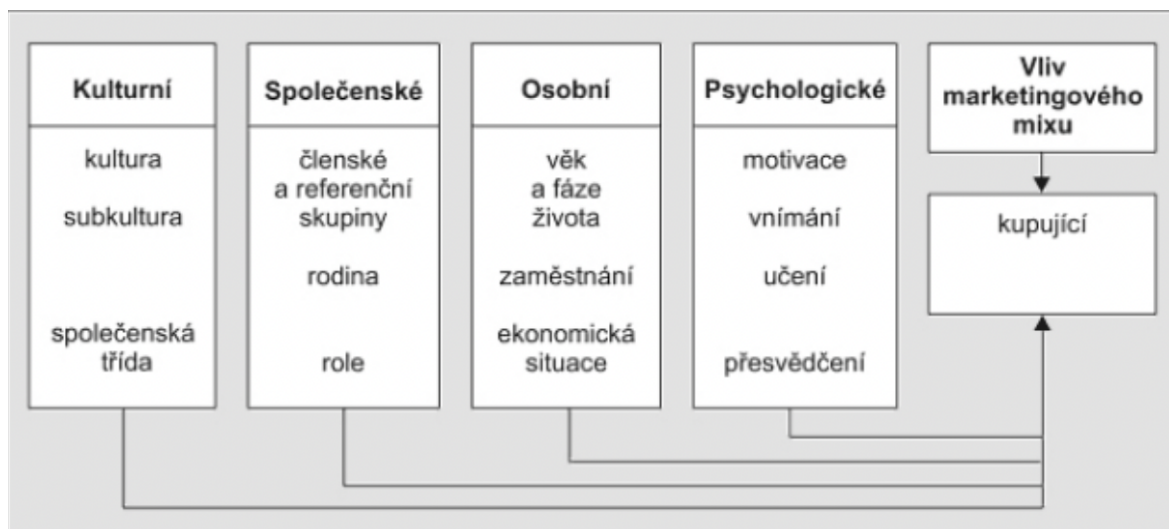 Kulturní
kultura
subkultura
společenská
třída
Společenské
členské
a referenční
skupiny
rodina
role
Osobní
věk
a fáze
života
zaměstnání
ekonomická
situace
Psychologické
motivace
vnímání
učení
přesvědčení
Vliv
marketingového
mixu
kupující